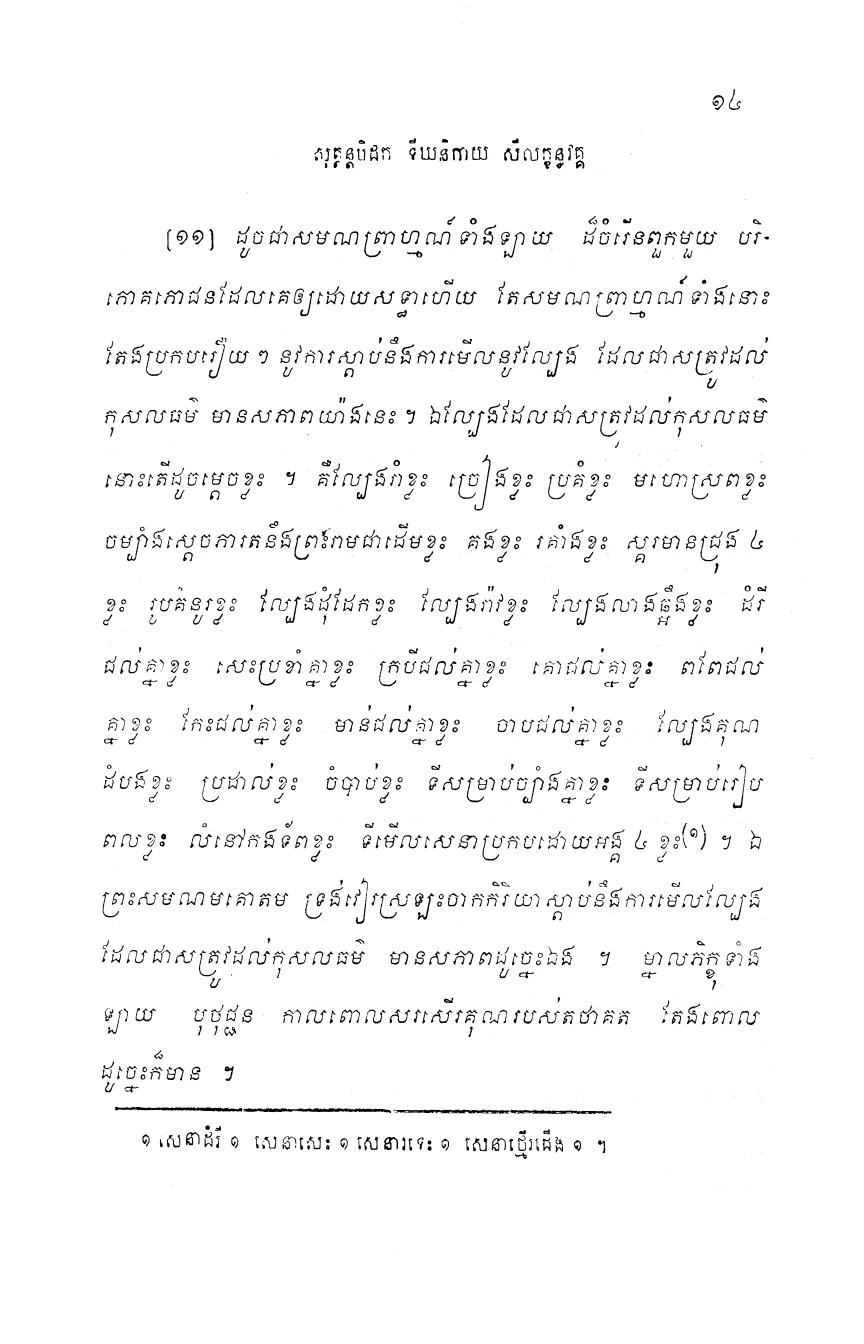 ១៤
សុត្តន្តបិដក ទីឃនិកាយ សីលក្ខន្ធវគ្គ
[១១] ដូចជាសមណព្រាហ្មណ៍ទាំងឡាយ ដ៏ចំរើនពួកមួយ បរិ-
ភោគភោជនដែលគេឲ្យដោយសទ្ធាហើយ តែសមណព្រាហ្មណ៍ទាំងនោះ
តែងប្រកបរឿយ ៗ នូវការស្តាប់នឹងការមើលនូវល្បែង ដែលជាសត្រូវដល់
កុសលធម៌ មានសភាពយ៉ាងនេះ ។ ឯល្បែងដែលជាសត្រុវដល់កុសលធម៌
នោះតើដូចម្តេចខ្លះ ។ គឺល្បែងរាំខ្លះ ច្រៀងខ្លះ ប្រគំខ្លះ មហោស្រពខ្លះ
ចម្បាំងស្តេចភារតនឹងព្រះរាមជាដើមខ្លះ គងខ្លះ រគាំងខ្លះ ស្គរមានជ្រុង ៤
ខ្លះ រូបគំនូរខ្លះ ល្បែងដុំដែកខ្លះ ល្បែងរ៉ាវខ្លះ ល្បែងលាងឆ្អឹងខ្លះ ដំរី
ជល់គ្នាខ្លះ សេះប្រខាំគ្នាខ្លះ ក្របីជល់គ្នាខ្លះ គោជល់គ្នាខ្លះ ពពែជល់
គ្នាខ្លះ កែះជល់គ្នាខ្លះ មាន់ជល់គ្នាខ្លះ ចាបជល់គ្នាខ្លះ ល្បែងគុណ
ដំបងខ្លះ ប្រដាល់ខ្លះ ចំបាប់ខ្លះ ទីសម្រាប់ច្បាំងគ្នាខ្លះ ទីសម្រាប់រៀប
ពលខ្លះ លំនៅកងទ័ពខ្លះ ទីមើលសេនាប្រកបដោយអង្គ ៤ ខ្លះ(១) ។ ឯ
ព្រះសមណមគោតម ទ្រង់វៀរស្រឡះចាកកិរិយាស្តាប់នឹងការមើលល្បែង
ដែលជាសត្រូវដល់កុសលធម៌ មានសភាពដូច្នេះឯង ។ ម្នាលភិក្ខុទាំង
ឡាយ បុថុជ្ជន កាលពោលសរសើរគុណរបស់តថាគត តែងពោល
ដូច្នេះក៏មាន ។
១ សេនាដំរី ១ សេនាសេះ ១ សេនារទេះ ១ សេនាថ្មើរជើង ១ ។